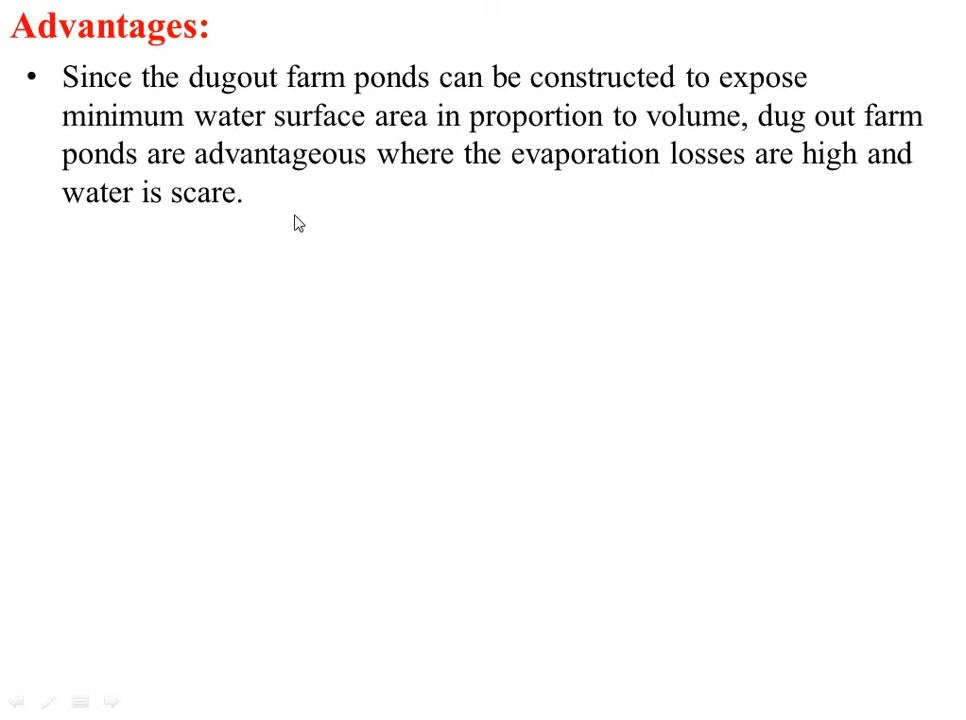 Advantages:
• Since the dugout farm ponds can be constructed to expose
minimum water surface area in proportion to volume, dug out farm
ponds are advantageous where the evaporation losses are high and
water is scare.